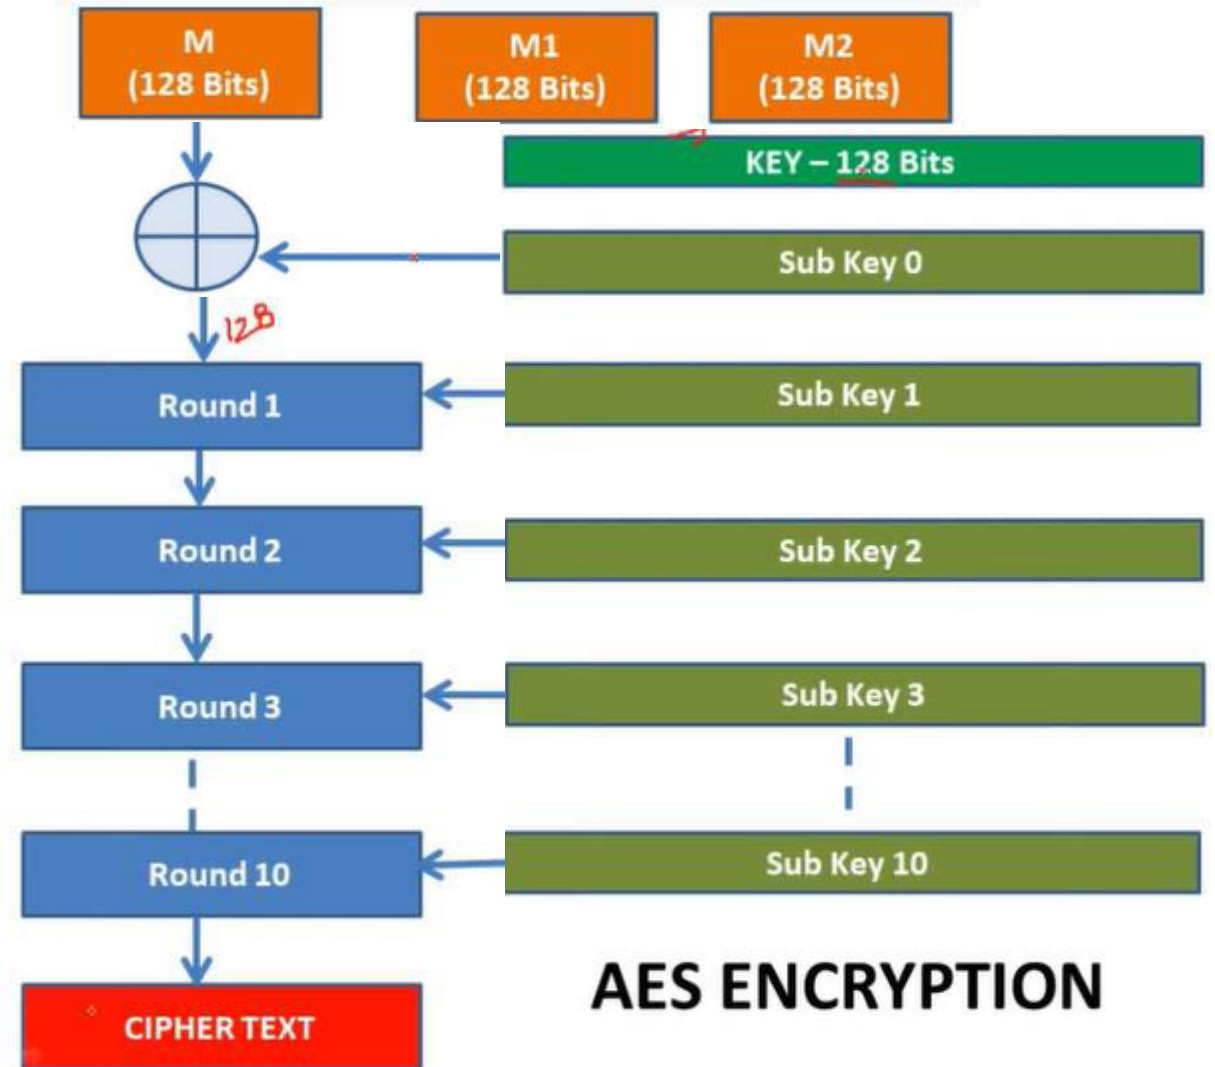 M
(128 Bits)
M1
(128 Bits)
M2
(128 Bits)
KEY – 128 Bits
Sub Key 0
128
Round 1
Sub Key 1
Round 2
Sub Key 2
Round 3
Sub Key 3
Round 10
Sub Key 10
AES ENCRYPTION
CIPHER TEXT